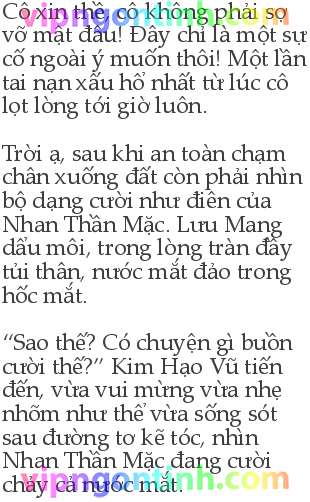 Cô xin thề, cô không phải sợ
vỡ mật đâu! Đây chỉ là một sự
cố ngoài ý muốn thôi! Một lần
tai nạn xấu hổ nhất từ lúc cô
lọt lòng tới giờ luôn.
Trời ạ, sau khi an toàn chạm
chân xuống đất còn phải nhìn
bộ dạng cười như điên của
Nhan Thần Mặc. Lưu Mang
dẩu môi, trong lòng tràn đầy
tủi thân, nước mắt đảo trong
hốc mắt.
“Sao thế? Có chuyện gì buồn
cười thế?” Kim Hạo Vũ tiến
đến, vừa vui mừng vừa nhẹ
nhõm như thể vừa sống sót
sau đường tơ kẽ tóc, nhìn
Nhan Thần Mặc đang cười
chảy cả nước mắt.
vipngontinh.com
vipngontinh.com